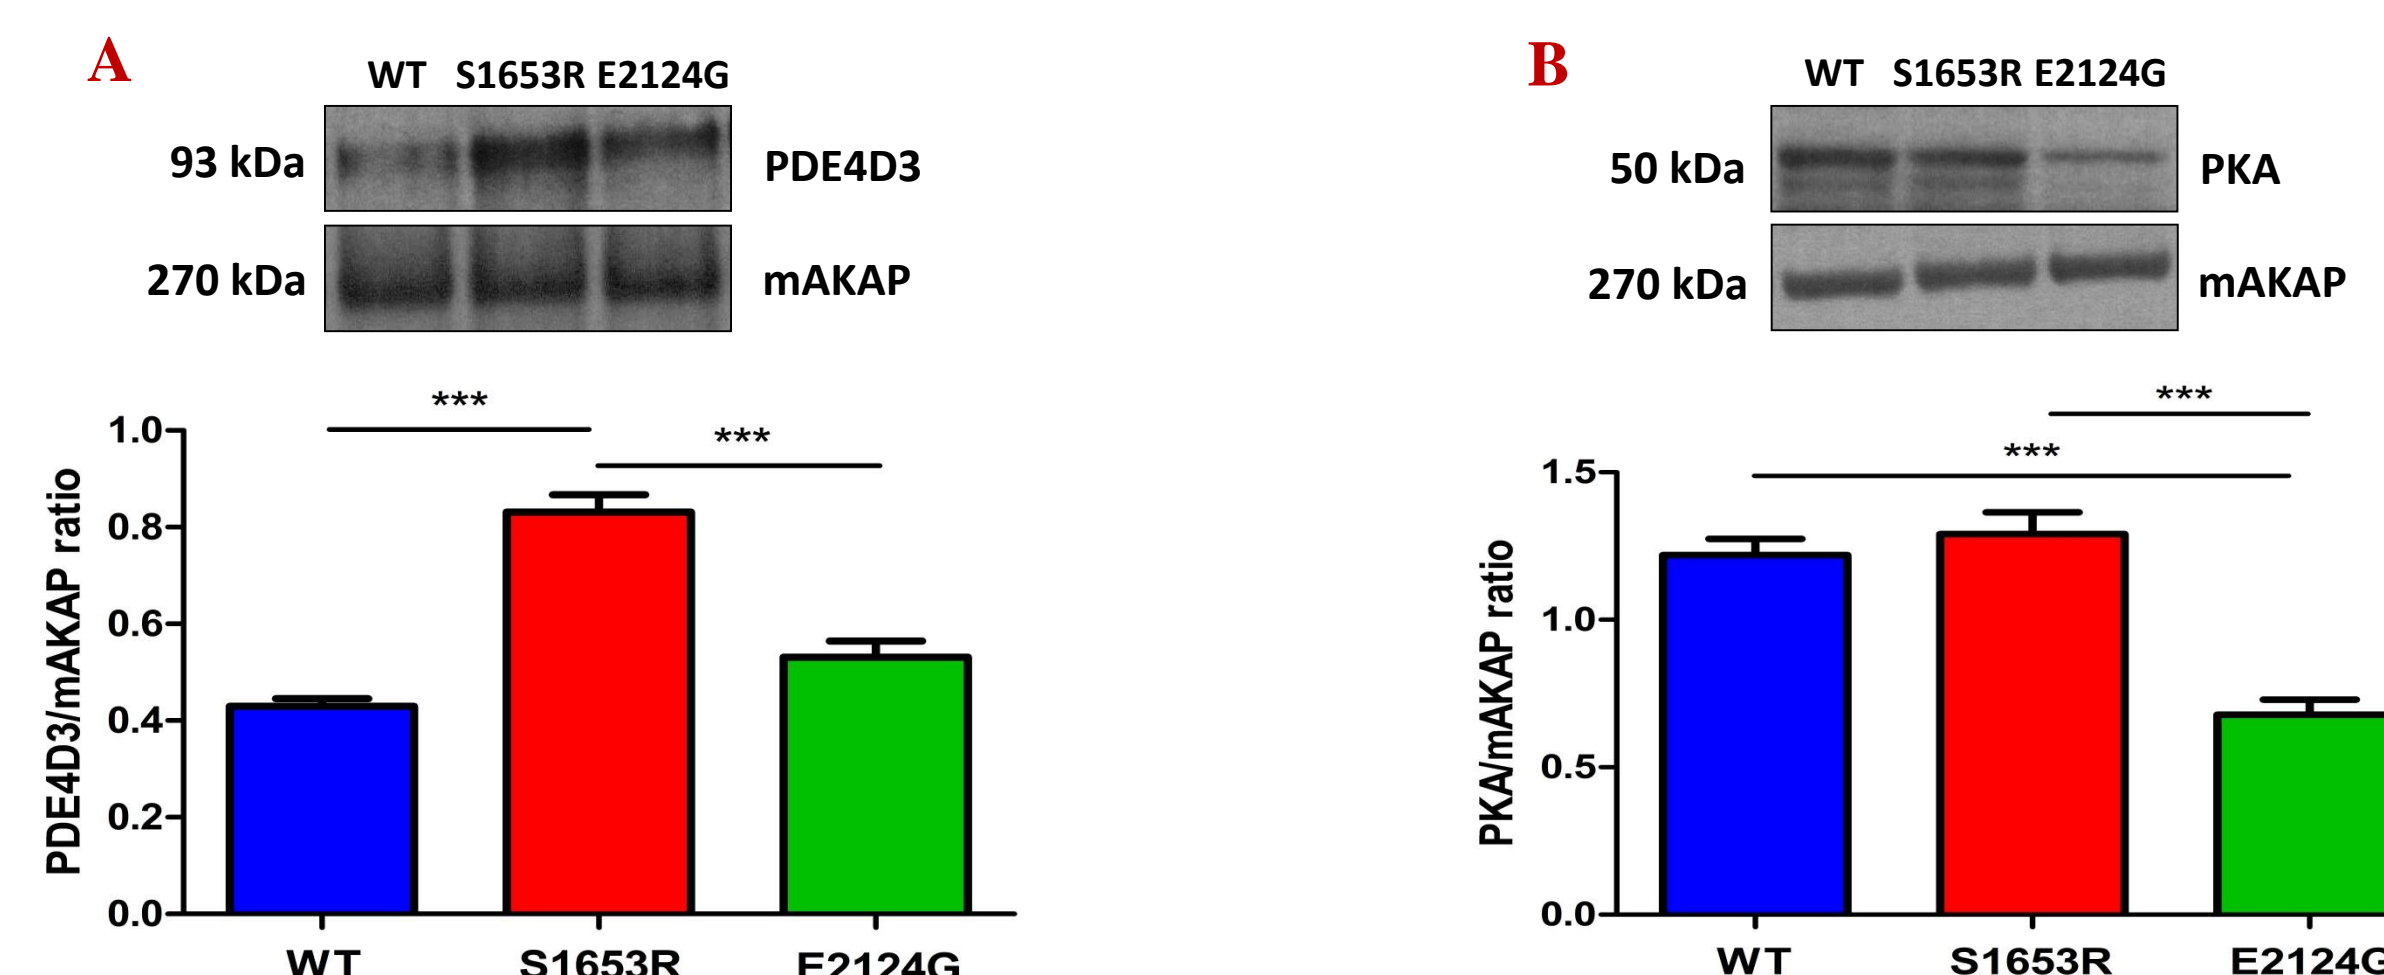 A
WT S1653R E2124G
93 kDa
PDE4D3
270 kDa
mAKAP
***
***
1.0
0.8
0.6
0.4
0.2
0.0
PDE4D3/mAKAP ratio
WT S1653R E2124G
B
WT S1653R E2124G
50 kDa
PKA
270 kDa
mAKAP
***
***
1.5
1.0
0.5
0.0
PKA/mAKAP ratio
WT S1653R E2124G